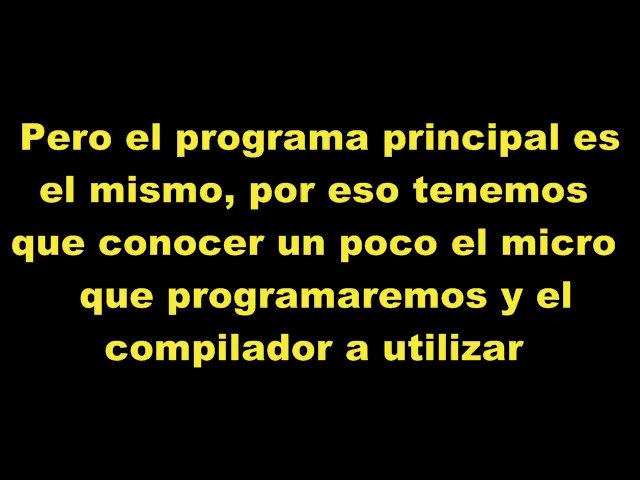 Pero el programa principal es
el mismo, por eso tenemos
que conocer un poco el micro
que programaremos y el
compilador a utilizar